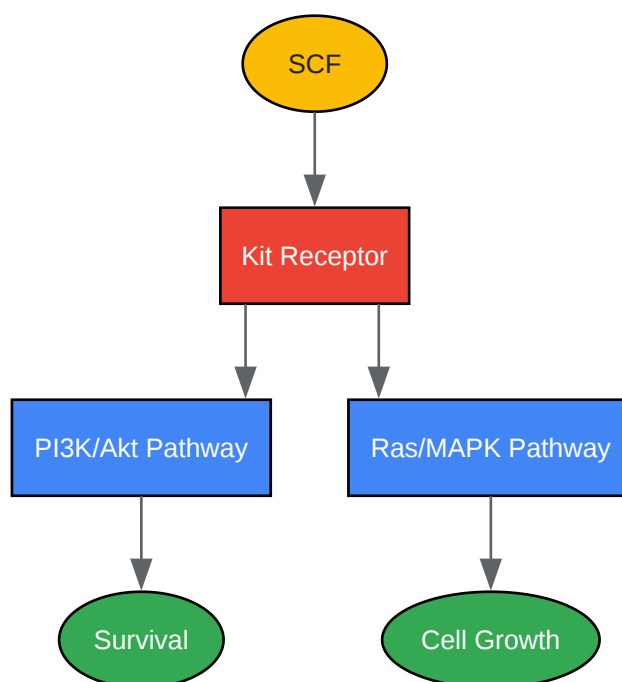 SCF
Kit Receptor
PI3K/Akt Pathway
Ras/MAPK Pathway
Survival
Cell Growth